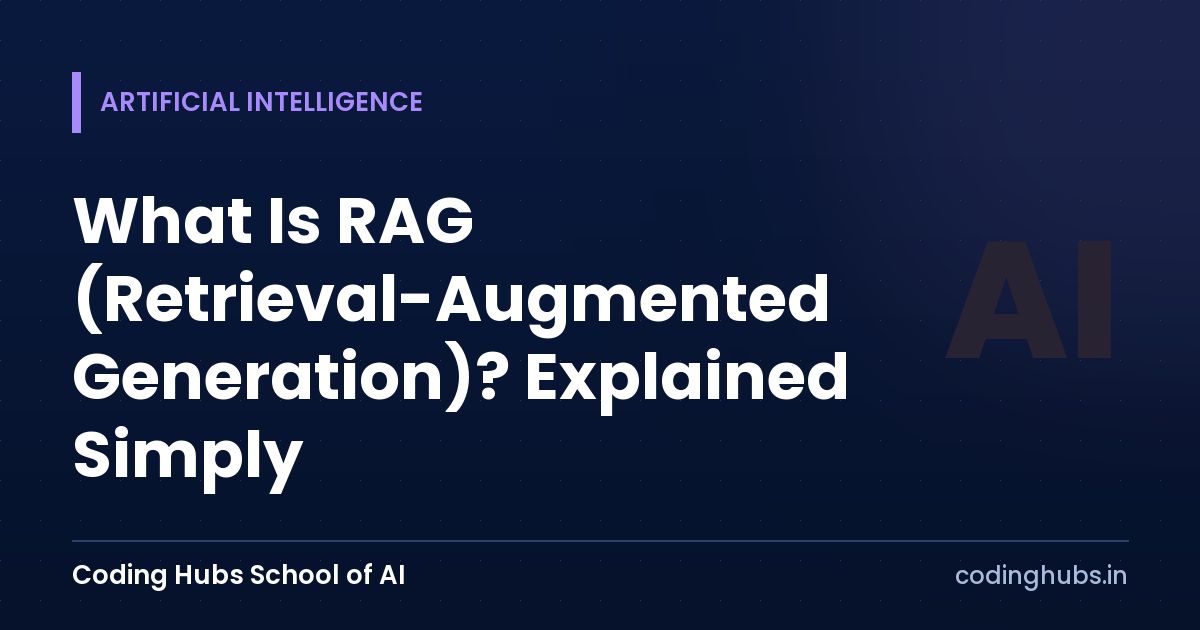 ARTIFICIAL INTELLIGENCE
What Is RAG
(Retrieval-Augmented
Generation)? Explained
Simply
AI
Coding Hubs School of AI
codinghubs.in